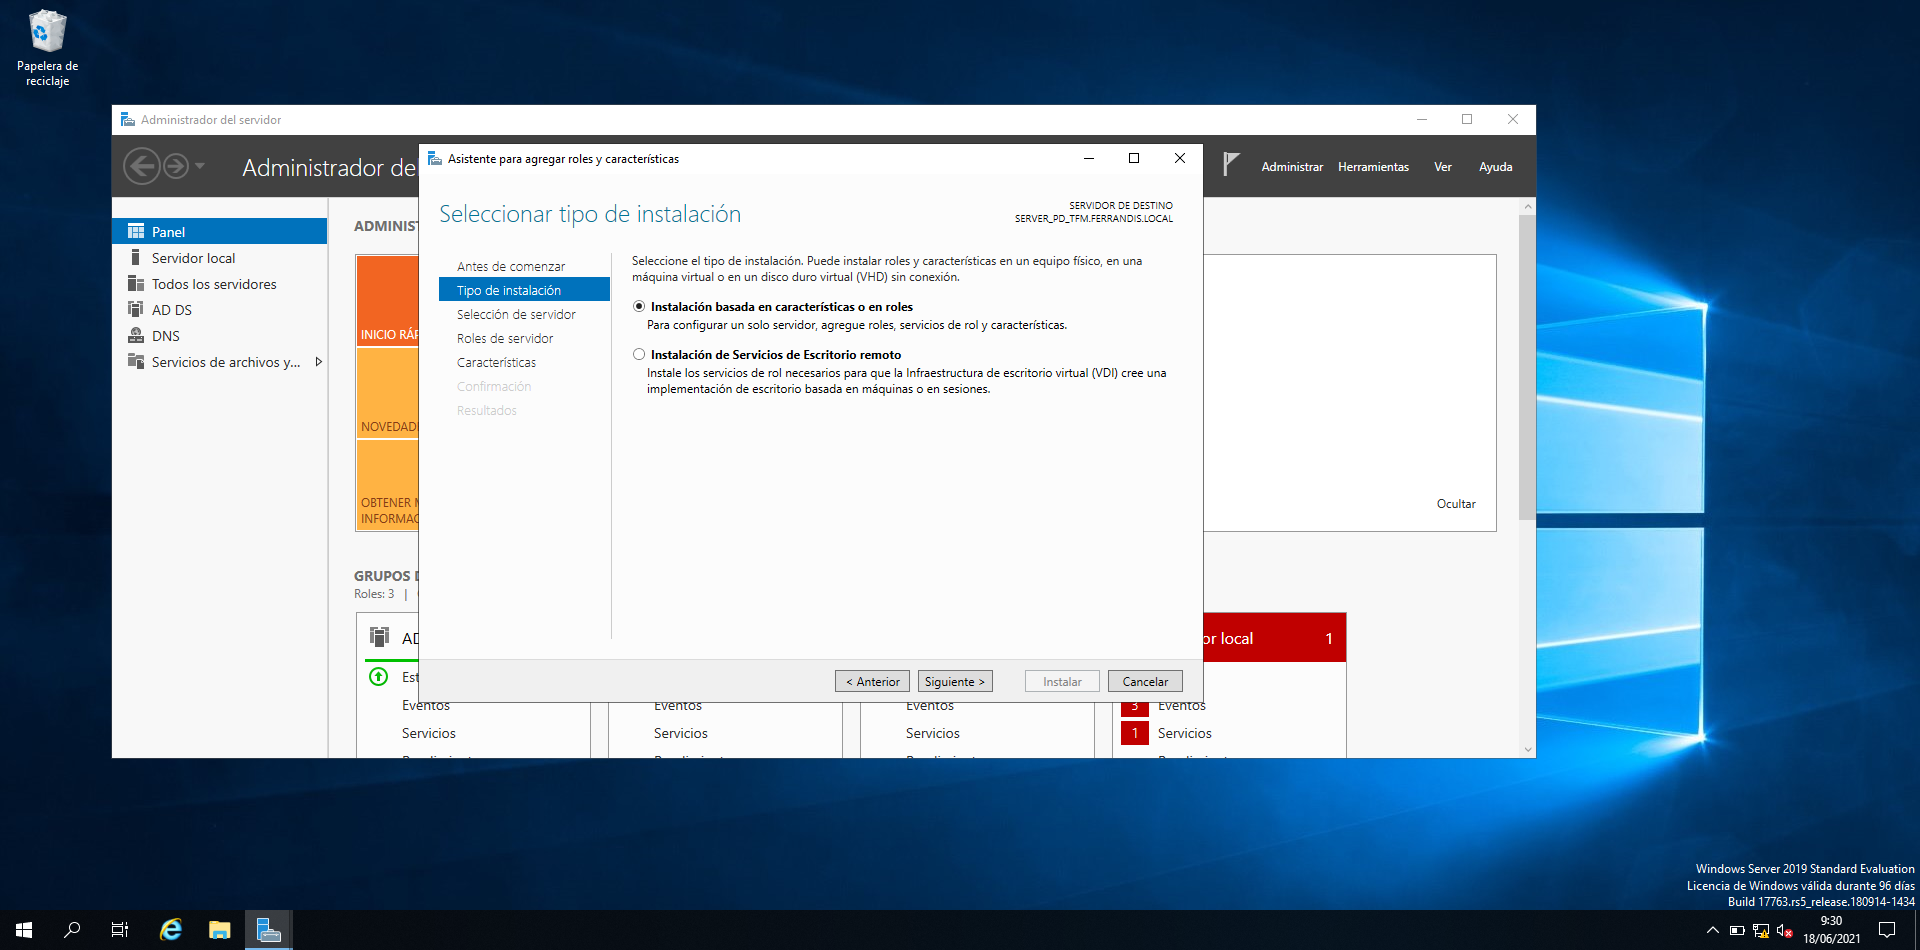 Papelera de
reciclaje
Administrador del servidor
Administrador de
Administrar
Herramientas
Ver
Ayuda
Panel
Servidor local
Todos los servidores
AD DS
DNS
Servicios de archivos y...
Asistente para agregar roles y características
Seleccionar tipo de instalación
SERVIDOR DE DESTINO
SERVER_PD_TFM.FERRANDIS.LOCAL
Antes de comenzar
Tipo de instalación
Selección de servidor
Roles de servidor
Características
Confirmación
Resultados
Seleccione el tipo de instalación. Puede instalar roles y características en un equipo físico, en una
máquina virtual o en un disco duro virtual (VHD) sin conexión.
Instalación basada en características o en roles
Para configurar un solo servidor, agregue roles, servicios de rol y características.
Instalación de Servicios de Escritorio remoto
Instale los servicios de rol necesarios para que la Infraestructura de escritorio virtual (VDI) cree una
implementación de escritorio basada en máquinas o en sesiones.
< Anterior
Siguiente >
Instalar
Cancelar
ADMINIST
INICIO RÁP
NOVEDAD
OBTENER
INFORMAC
Ocultar
GRUPOS
Roles: 3 |
AD
or local 1
Est
Eventos
Eventos
Eventos
3 Eventos
Servicios
Servicios
Servicios
1 Servicios
Windows Server 2019 Standard Evaluation
Licencia de Windows válida durante 96 días
Build 17763.rs5_release.180914-1434
9:30
18/06/2021